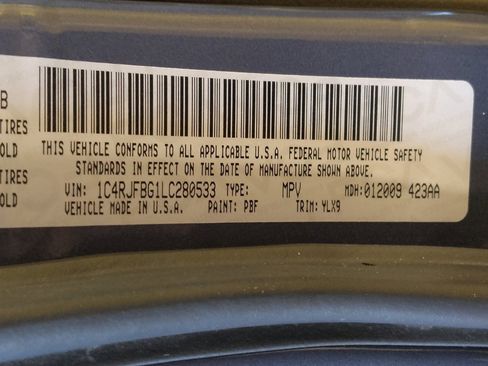 B
TIRES
OLD
TIRES
OLD
THIS VEHICLE CONFORMS TO ALL APPLICABLE U.S.A. FEDERAL MOTOR VEHICLE SAFETY
STANDARDS IN EFFECT ON THE DATE OF MANUFACTURE SHOWN ABOVE.
VIN: 1C4RJFBG1LC280533 TYPE: MPV MDH:012009 423AA
VEHICLE MADE IN U.S.A. PAINT: PBF TRIM: YLX9